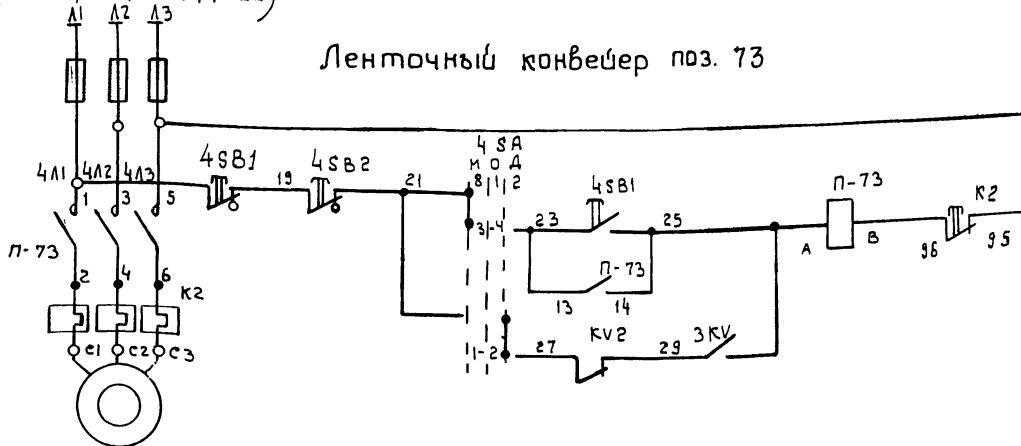 Л1 Л2 Л3
Ленточный конвейер поз. 73
4 SA
И О Д
8 1 2
4Л1 4Л2 4Л3
4SB1
19
4SB2
21
1 3 5
П-73
2 4 6
К2
3-4
23
4SB1
25
П-73
A
B
К2
96 95
П-73
13 14
1-2
27
KV2
29
3KV
С1 С2 С3